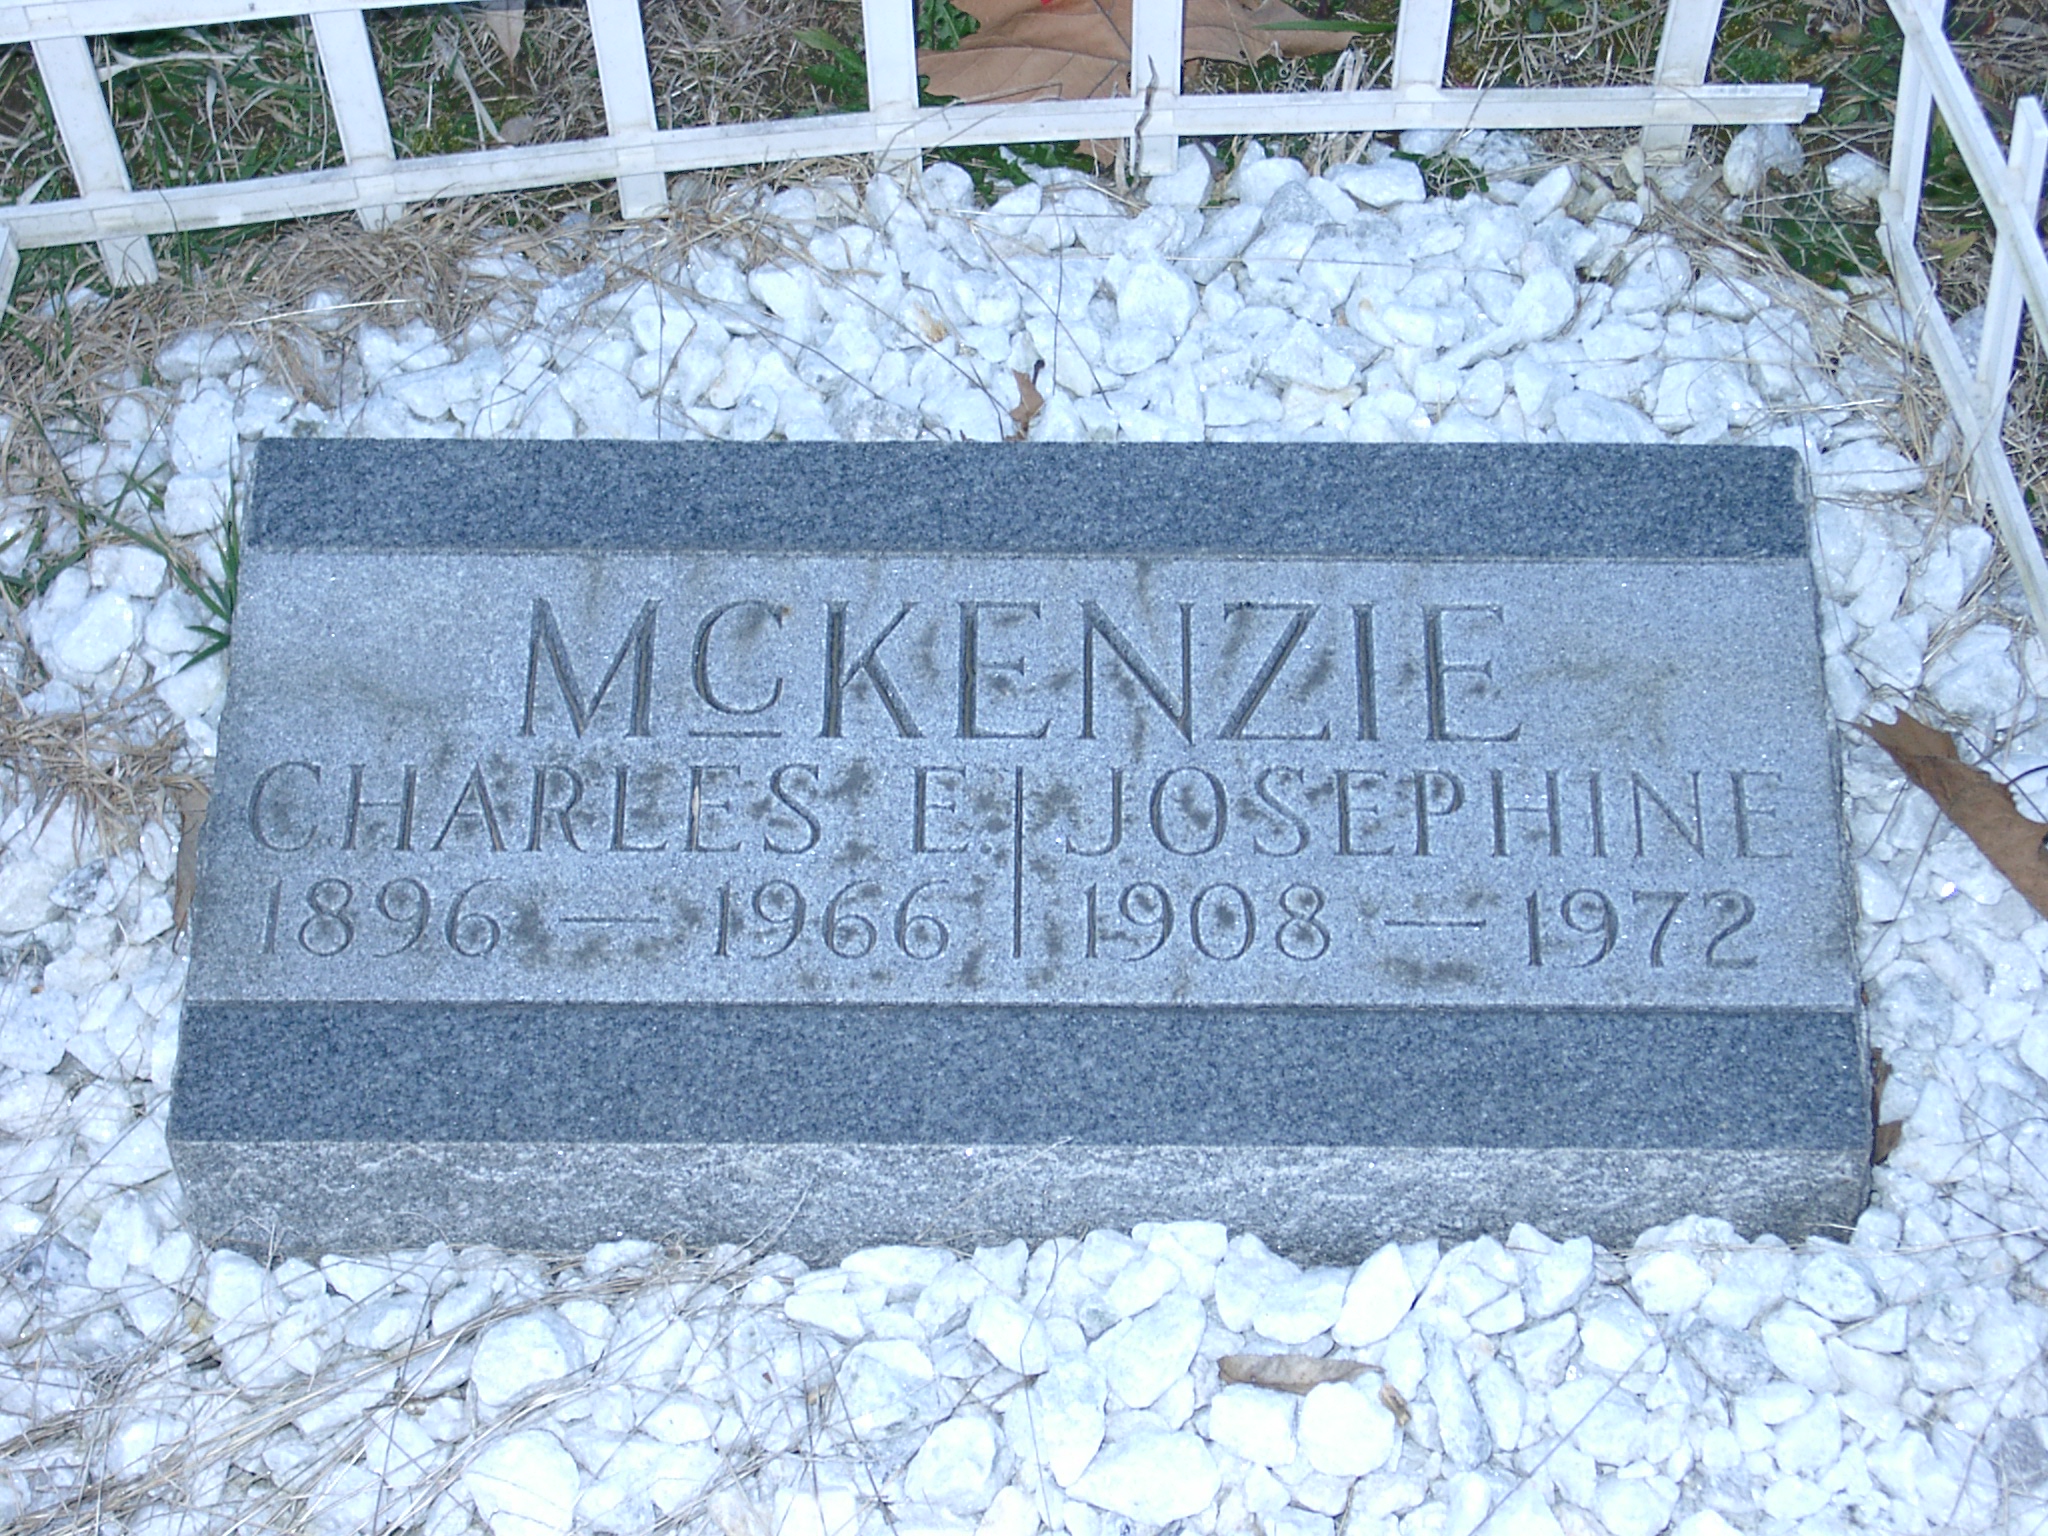 McKENZIE
CHARLES E. JOSEPHINE
1896 — 1966 1908 — 1972